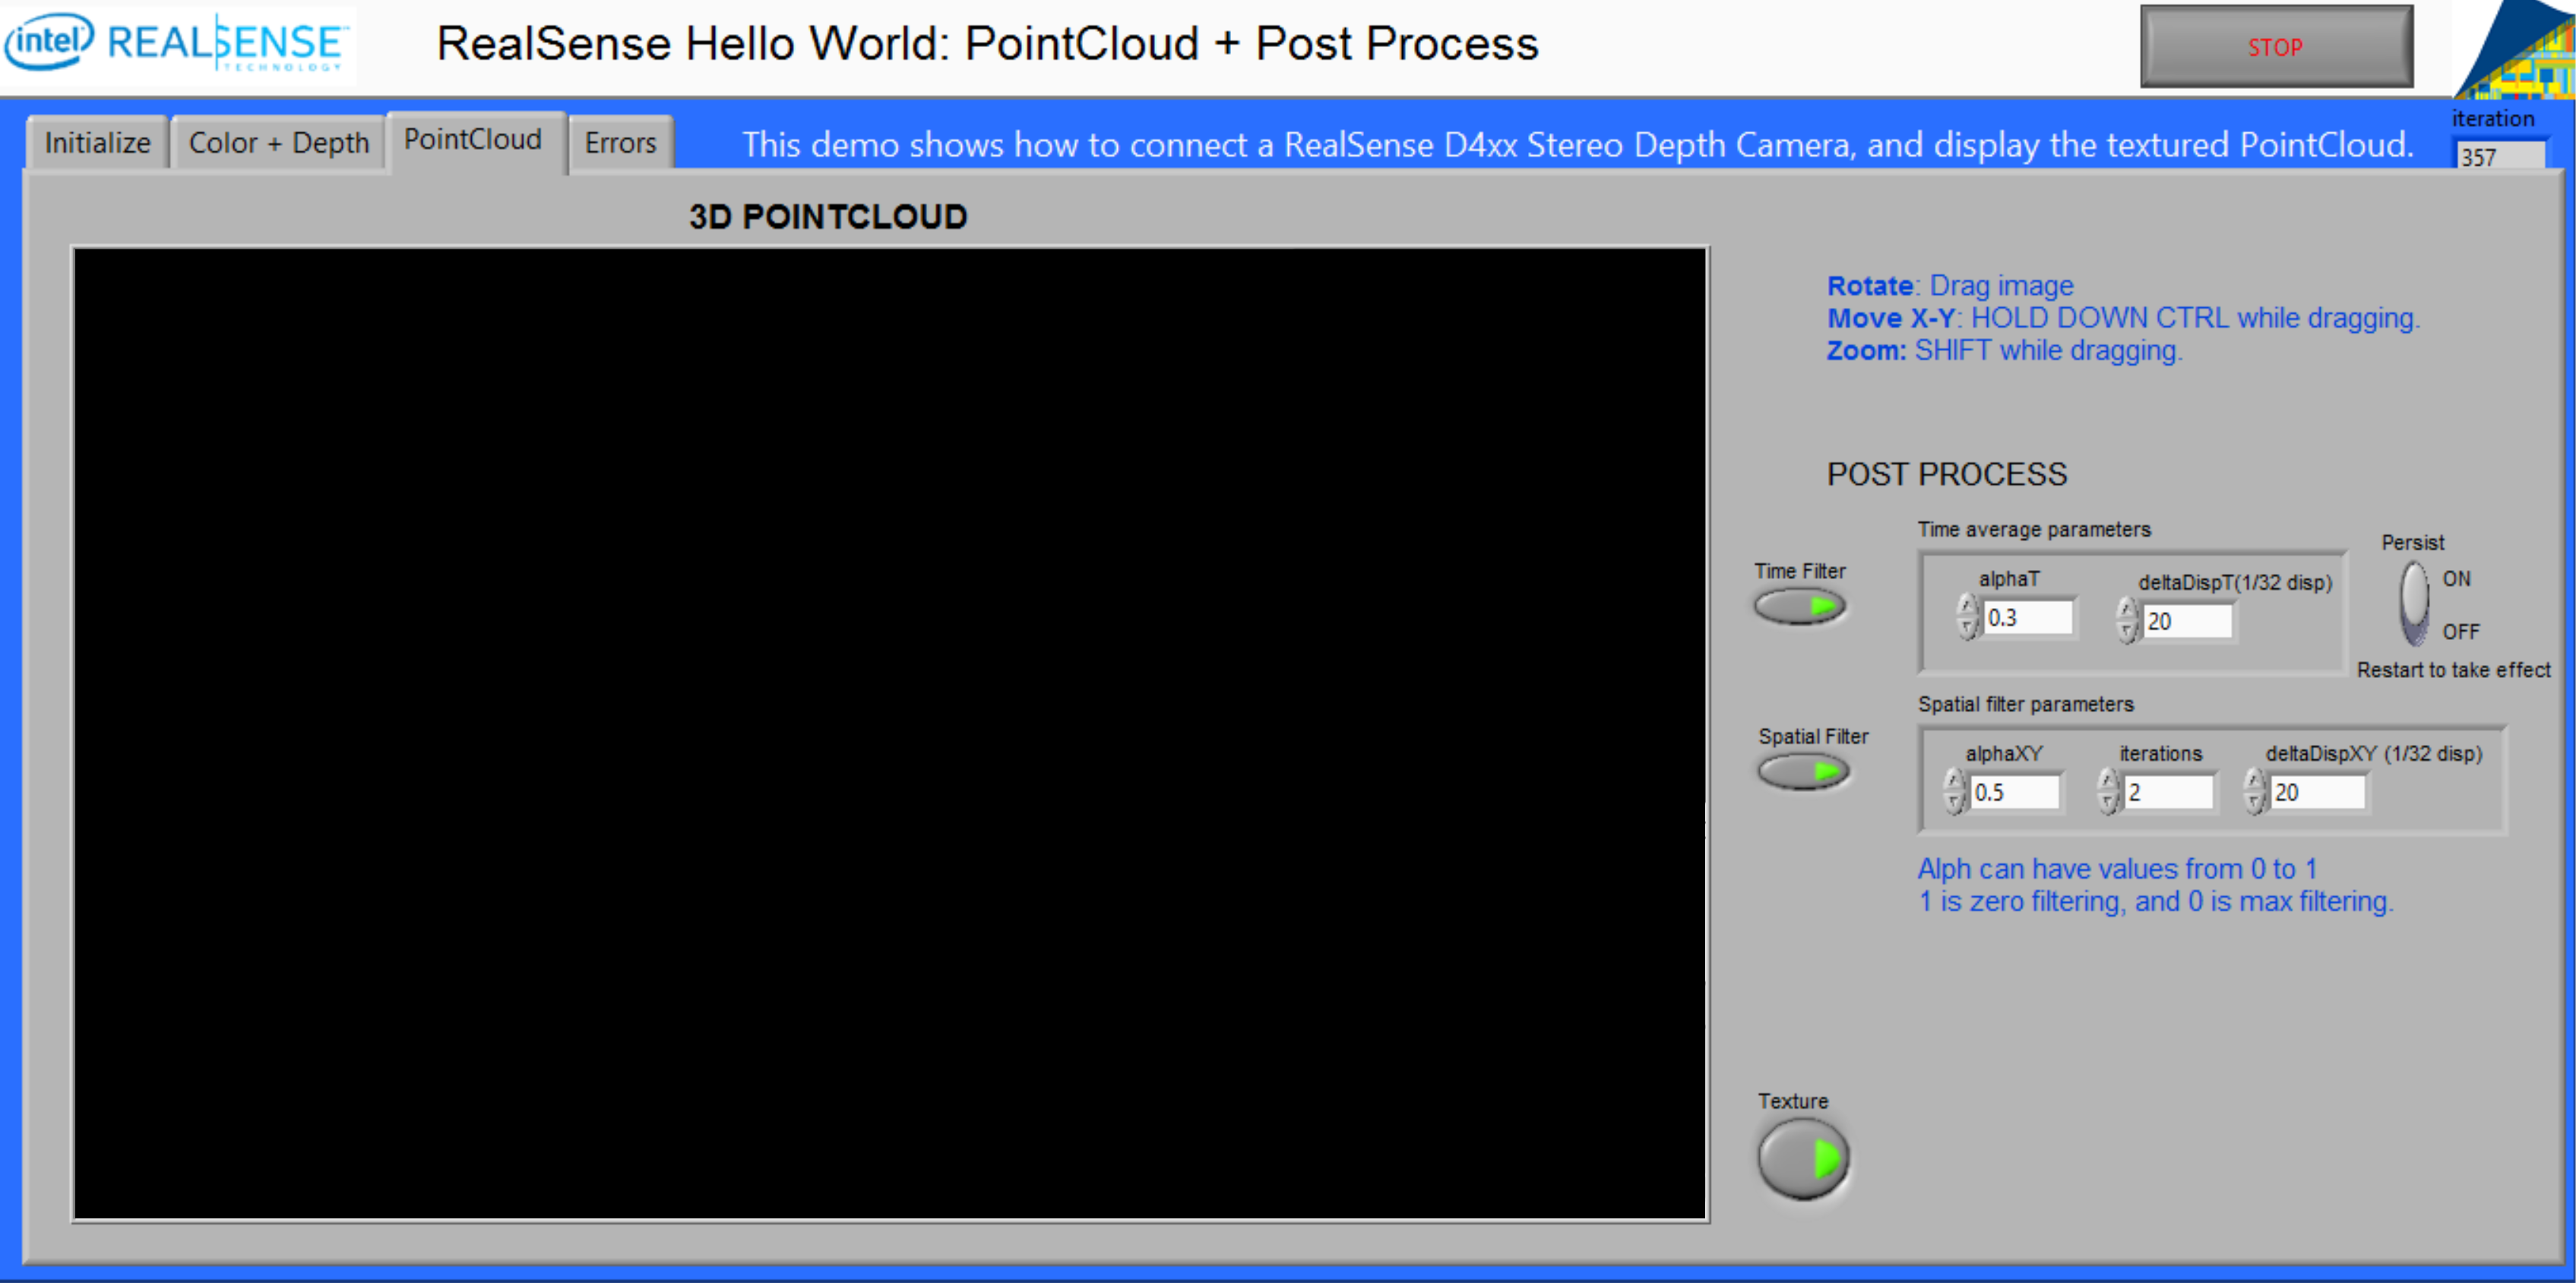 intel REALSENSE
TECHNOLOGY
RealSense Hello World: PointCloud + Post Process
STOP
Initialize
Color + Depth
PointCloud
Errors
This demo shows how to connect a RealSense D4xx Stereo Depth Camera, and display the textured PointCloud.
iteration
357
3D POINTCLOUD
Rotate: Drag image
Move X-Y: HOLD DOWN CTRL while dragging.
Zoom: SHIFT while dragging.
POST PROCESS
Time average parameters
Persist
Time Filter
alphaT
deltaDispT(1/32 disp)
ON
0.3
20
OFF
Restart to take effect
Spatial filter parameters
Spatial Filter
alphaXY
iterations
deltaDispXY (1/32 disp)
0.5
2
20
Alph can have values from 0 to 1
1 is zero filtering, and 0 is max filtering.
Texture